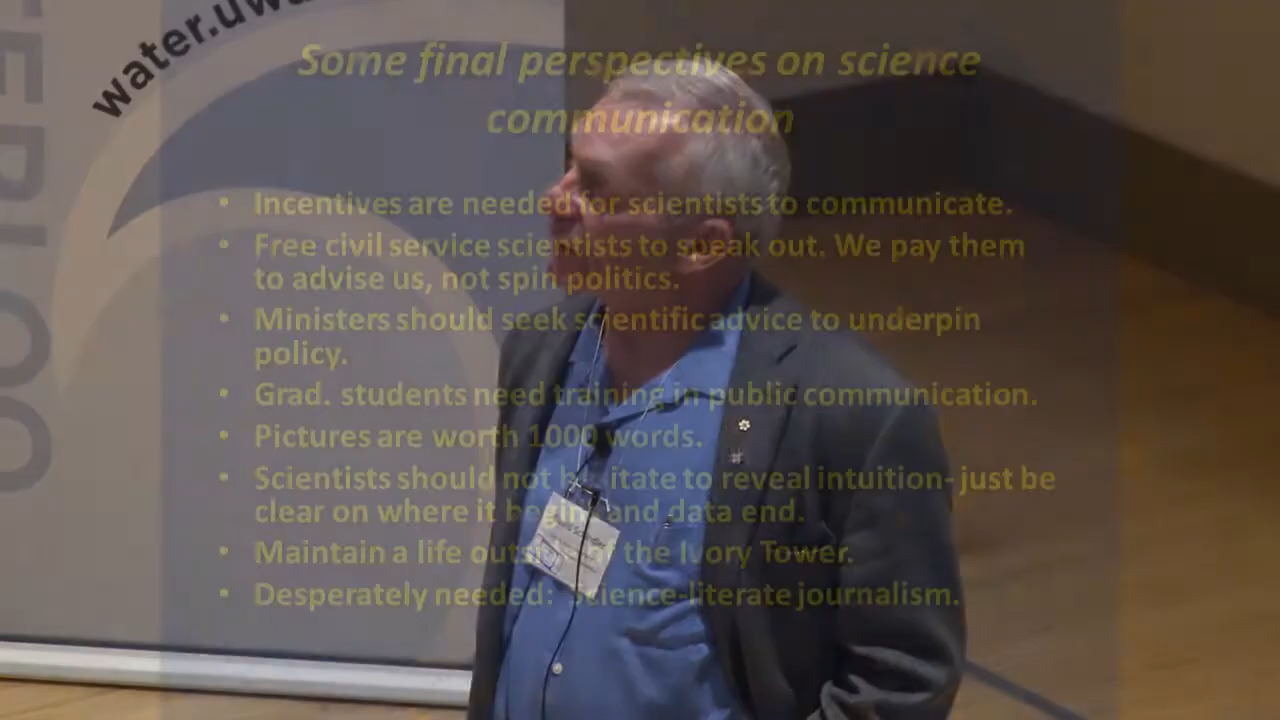 water.uwa
Some final perspectives on science
communication
• Incentives are needed for scientists to communicate.
• Free civil service scientists to speak out. We pay them
to advise us, not spin politics.
• Ministers should seek scientific advice to underpin
policy.
• Grad. students need training in public communication.
• Pictures are worth 1000 words.
• Scientists should not hesitate to reveal intuition- just be
clear on where it begins and data end.
• Maintain a life outside of the Ivory Tower.
• Desperately needed: Science-literate journalism.